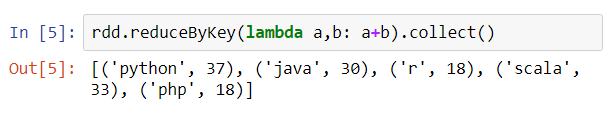 In [5]: rdd.reduceByKey(lambda a,b: a+b).collect()
Out[5]: [('python', 37), ('java', 30), ('r', 18), ('scala',
33), ('php', 18)]